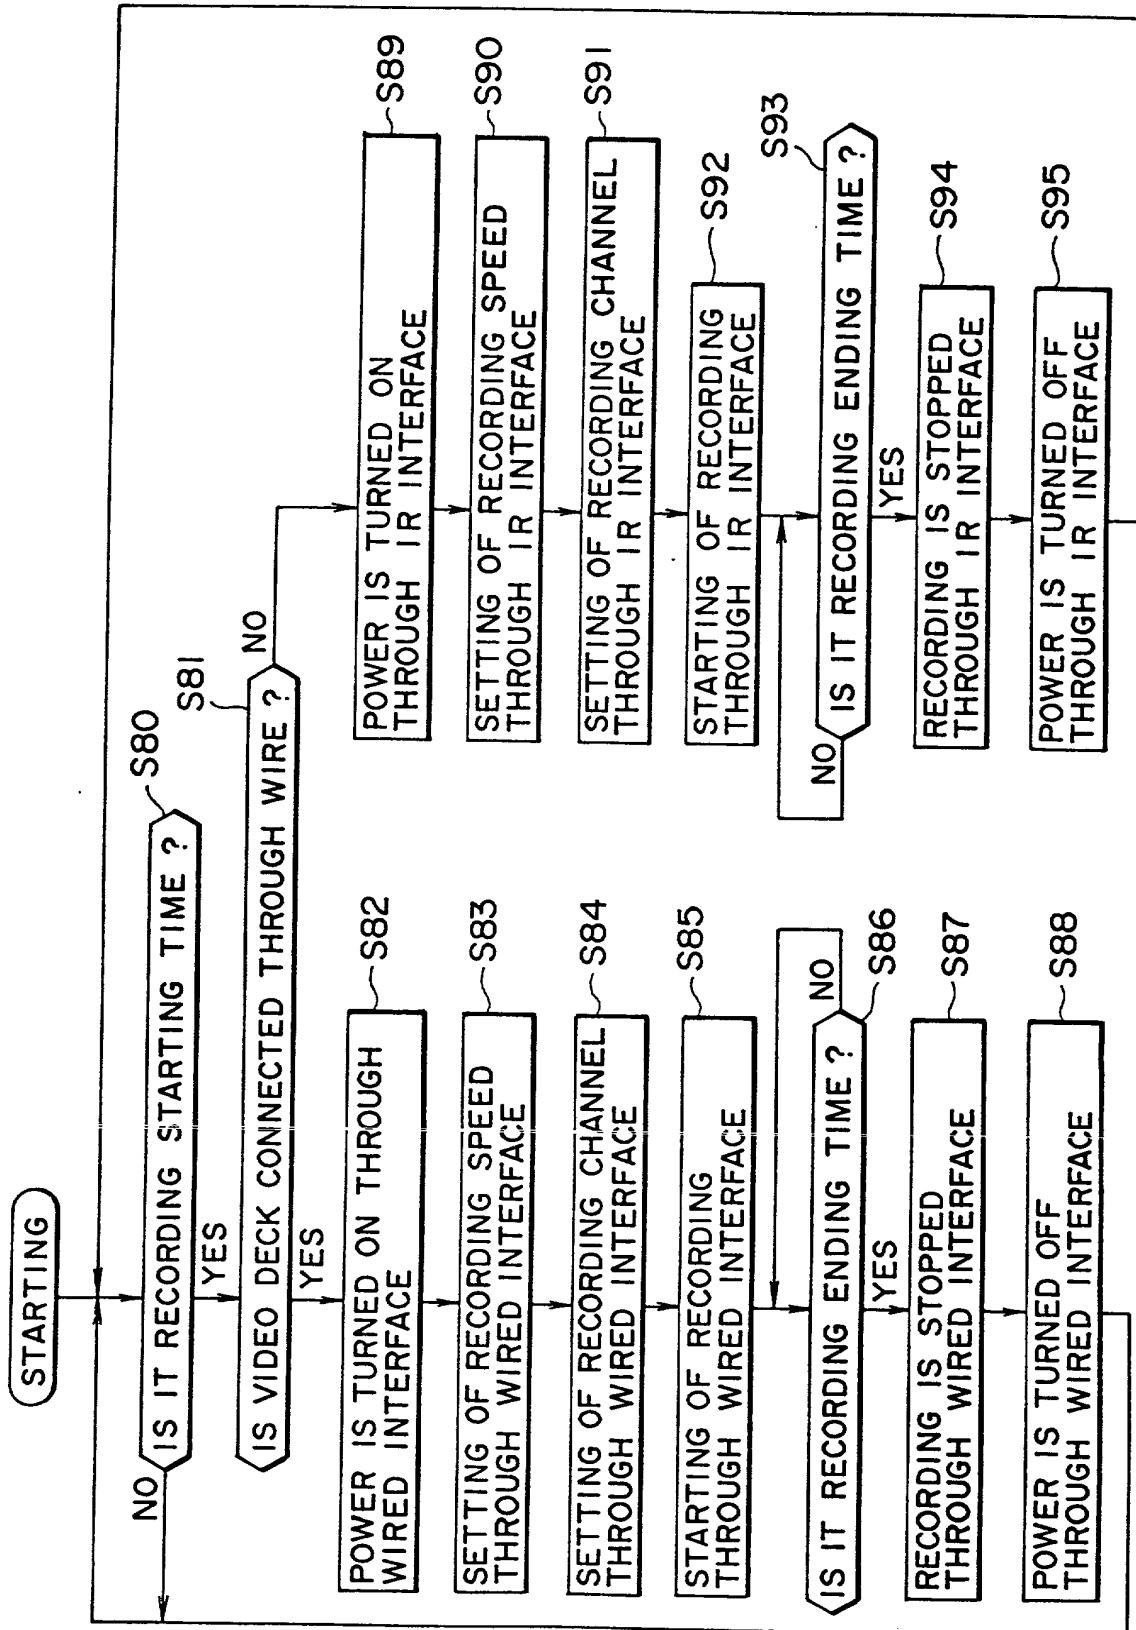 STARTING
IS IT RECORDING STARTING TIME ?
S80
NO
YES
IS VIDEO DECK CONNECTED THROUGH WIRE ?
S81
NO
YES
POWER IS TURNED ON THROUGH
WIRED INTERFACE
S82
SETTING OF RECORDING SPEED
THROUGH WIRED INTERFACE
S83
SETTING OF RECORDING CHANNEL
THROUGH WIRED INTERFACE
S84
STARTING OF RECORDING
THROUGH WIRED INTERFACE
S85
IS IT RECORDING ENDING TIME ?
NO
S86
YES
RECORDING IS STOPPED
THROUGH WIRED INTERFACE
S87
POWER IS TURNED OFF
THROUGH WIRED INTERFACE
S88
POWER IS TURNED ON
THROUGH IR INTERFACE
S89
SETTING OF RECORDING SPEED
THROUGH IR INTERFACE
S90
SETTING OF RECORDING CHANNEL
THROUGH IR INTERFACE
S91
STARTING OF RECORDING
THROUGH IR INTERFACE
S92
NO
IS IT RECORDING ENDING TIME ?
S93
YES
RECORDING IS STOPPED
THROUGH IR INTERFACE
S94
POWER IS TURNED OFF
THROUGH IR INTERFACE
S95